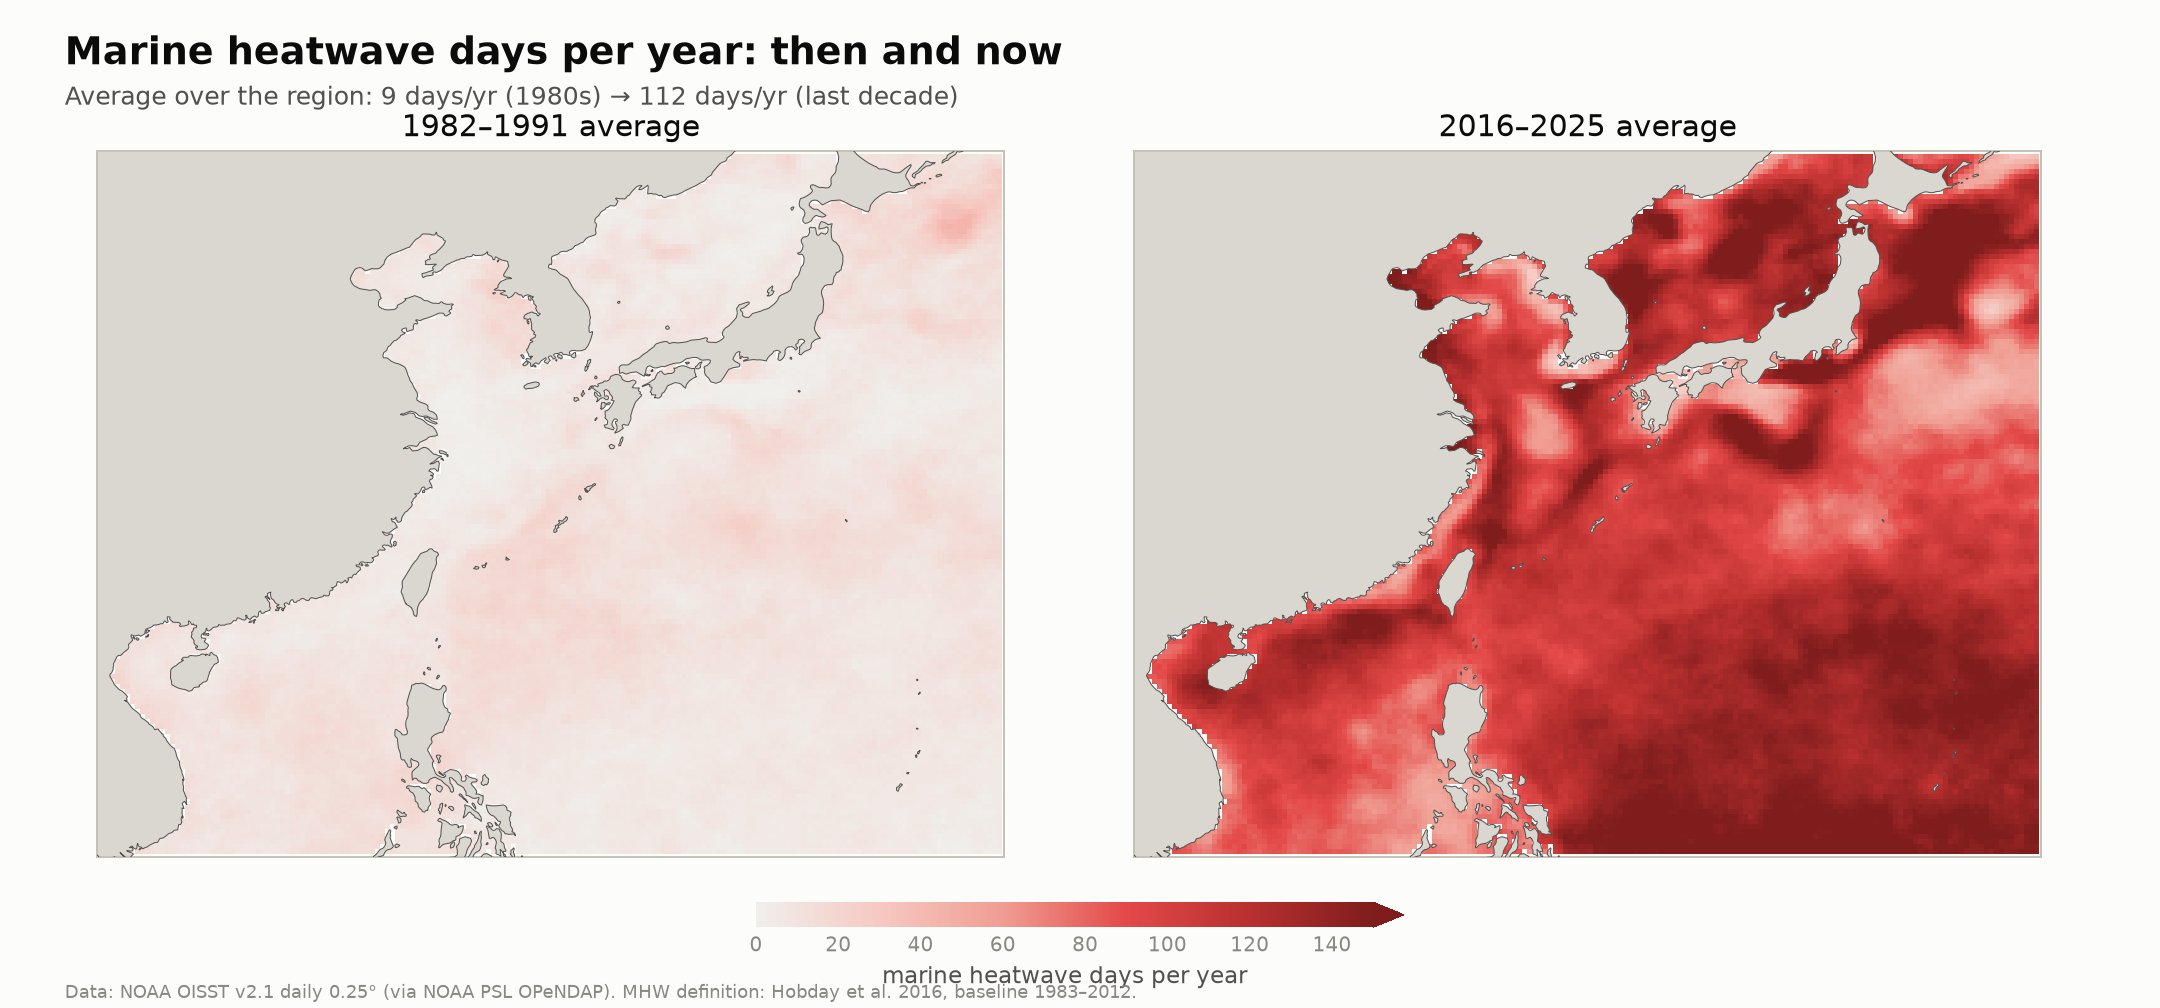 Marine heatwave days per year: then and now
Average over the region: 9 days/yr (1980s) → 112 days/yr (last decade)
1982–1991 average
2016–2025 average
0 20 40 60 80 100 120 140
marine heatwave days per year
Data: NOAA OISST v2.1 daily 0.25° (via NOAA PSL OPeNDAP). MHW definition: Hobday et al. 2016, baseline 1983–2012.